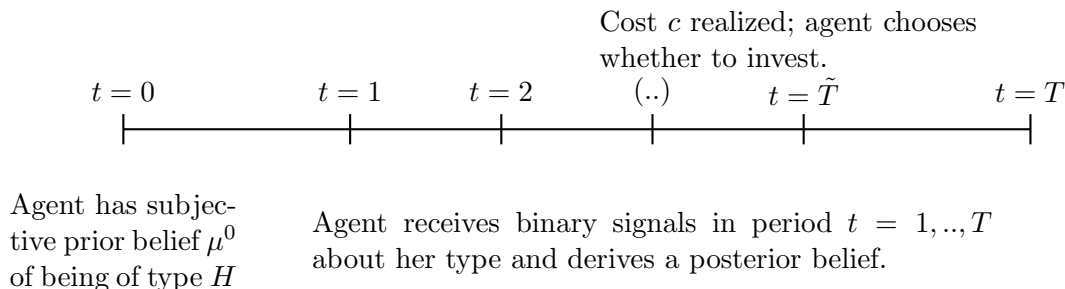 Cost c realized; agent chooses
whether to invest.
t = 0 t = 1 t = 2 (..) t = T̃ t = T
Agent has subjec-
tive prior belief μ⁰
of being of type H
Agent receives binary signals in period t = 1, .., T
about her type and derives a posterior belief.